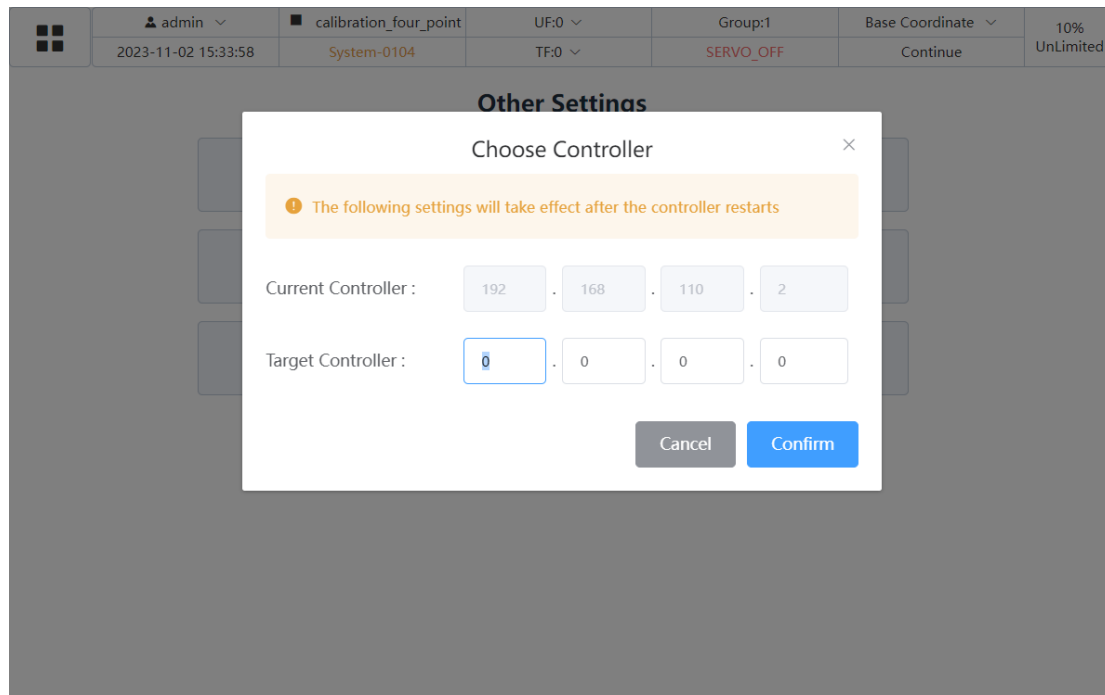 admin calibration_four_point UF:0 Group:1 Base Coordinate 10%
2023-11-02 15:33:58 System-0104 TF:0 SERVO_OFF Continue UnLimited
Other Settings
Choose Controller
The following settings will take effect after the controller restarts
Current Controller : 192 . 168 . 110 . 2
Target Controller : 0 . 0 . 0 . 0
Cancel Confirm